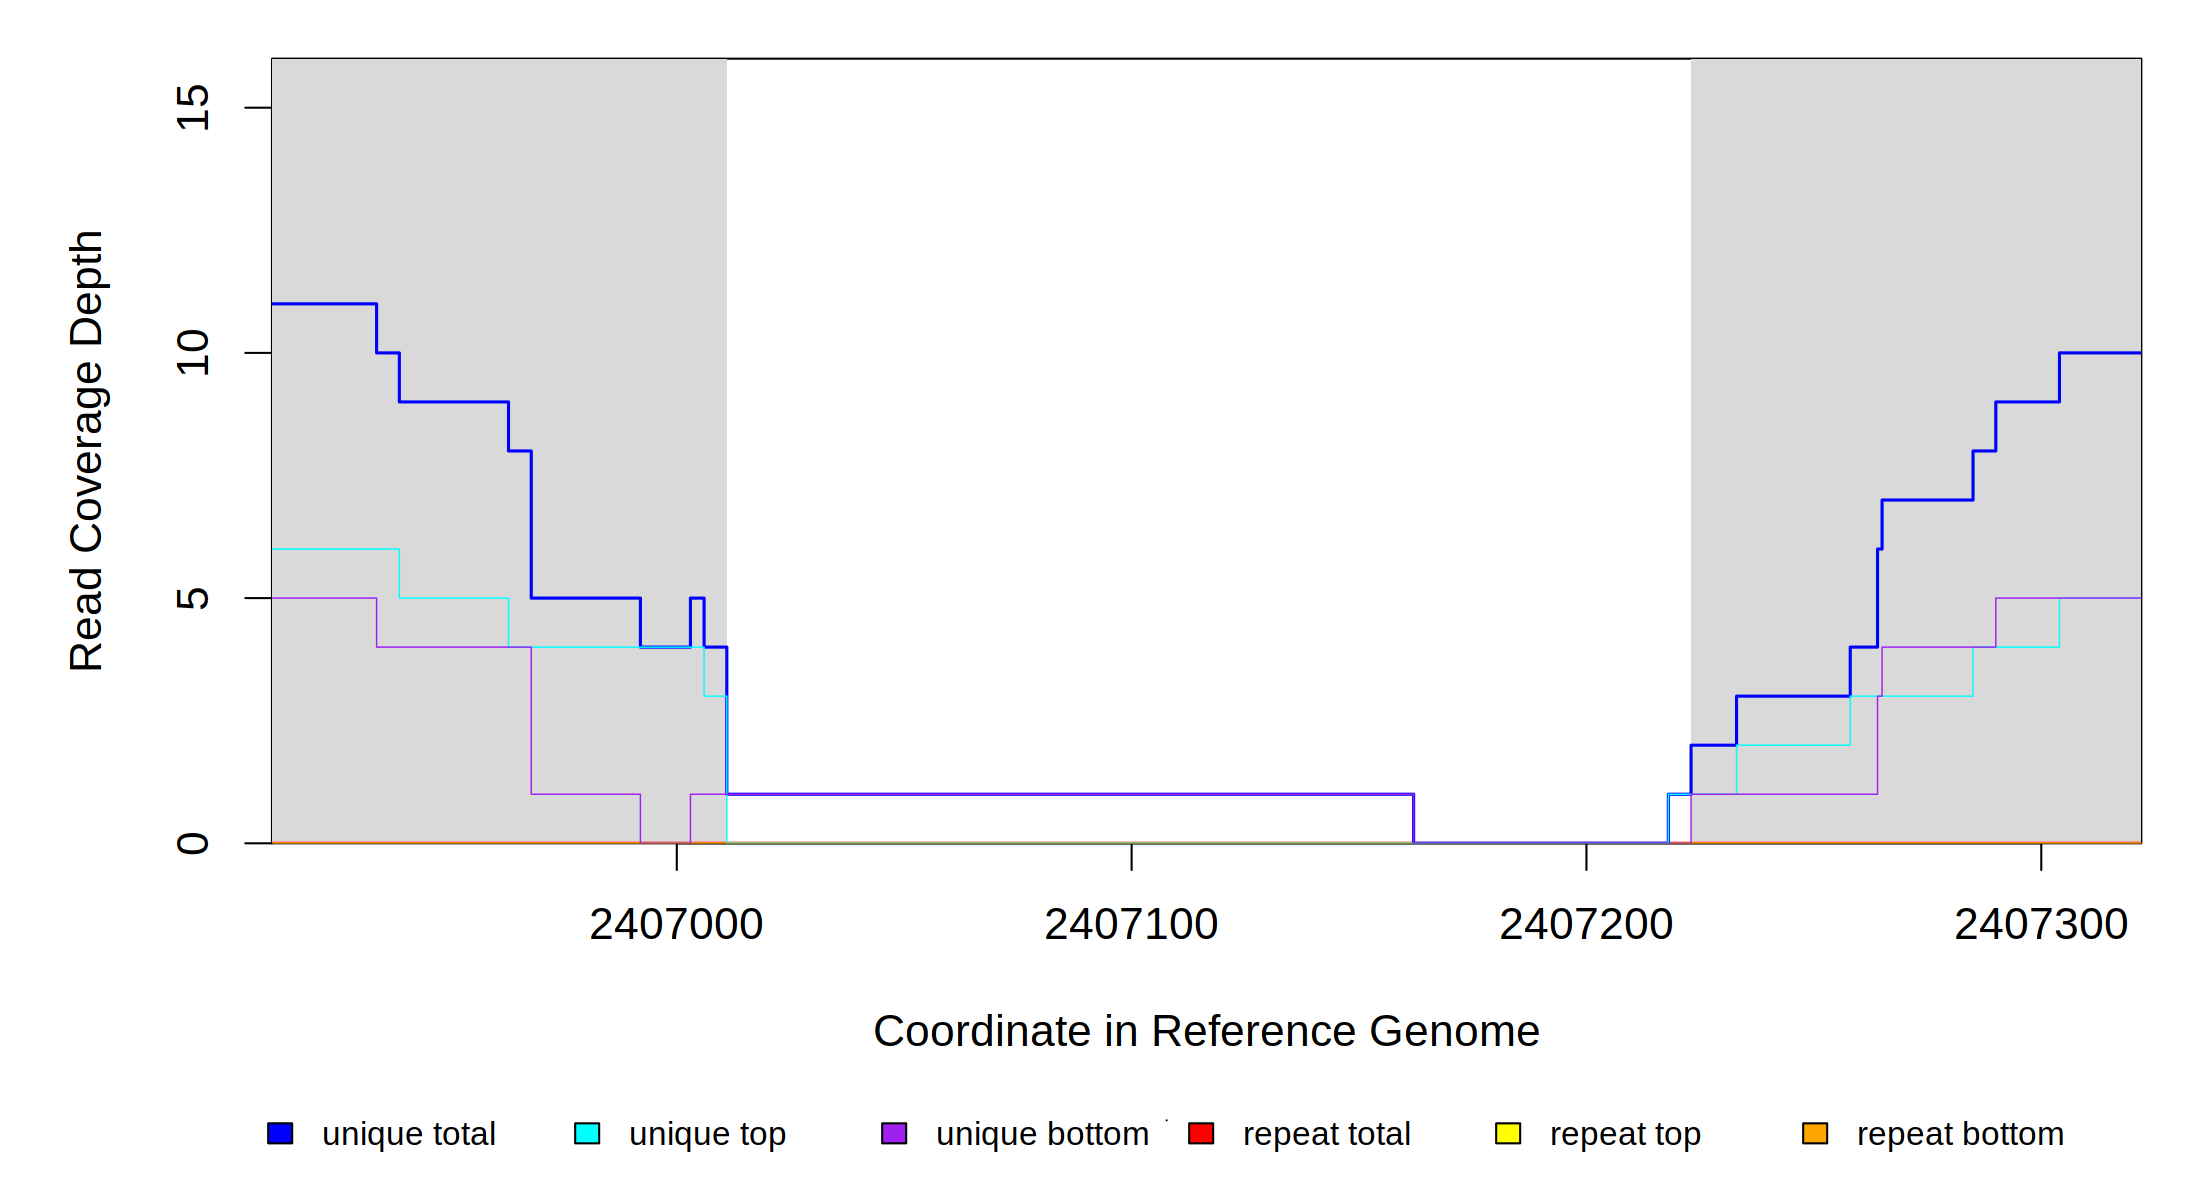 15
10
5
0
Read Coverage Depth
2407000 2407100 2407200 2407300
Coordinate in Reference Genome
unique total unique top unique bottom repeat total repeat top repeat bottom